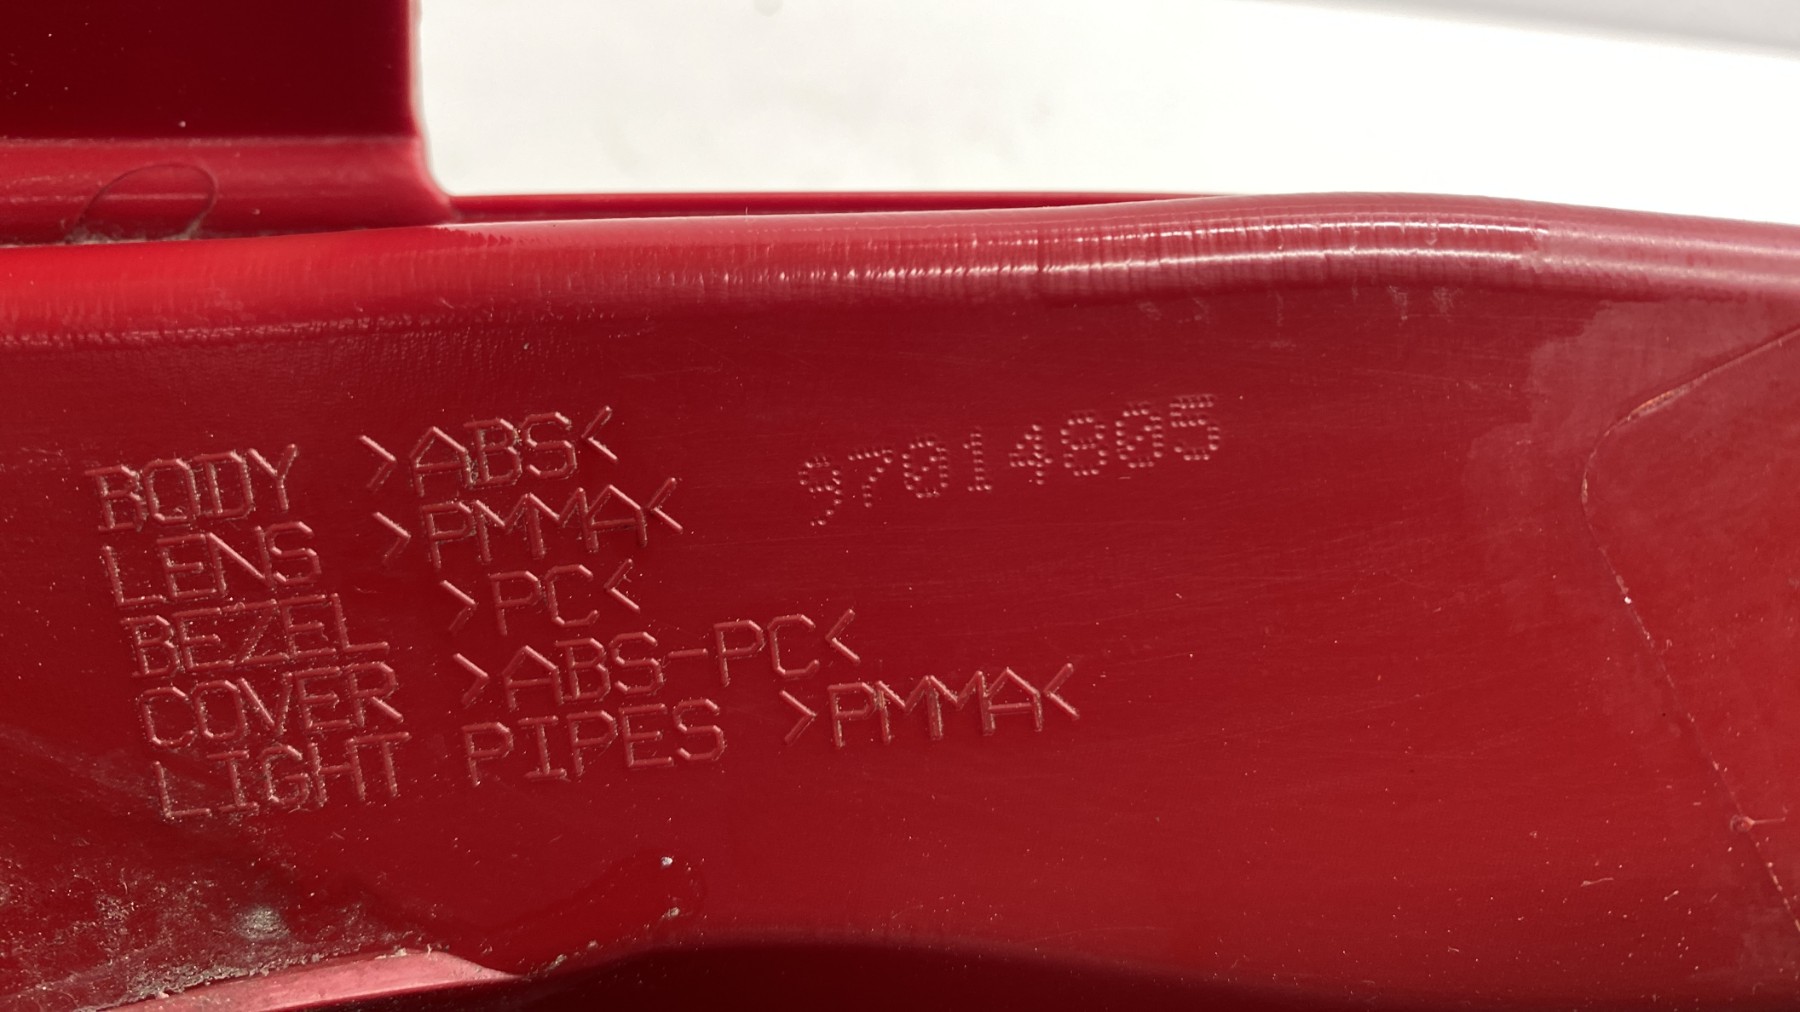 BODY >ABS<
LENS >PMMA<
BEZEL >PC<
COVER >ABS-PC<
LIGHT PIPES >PMMA<
97014805